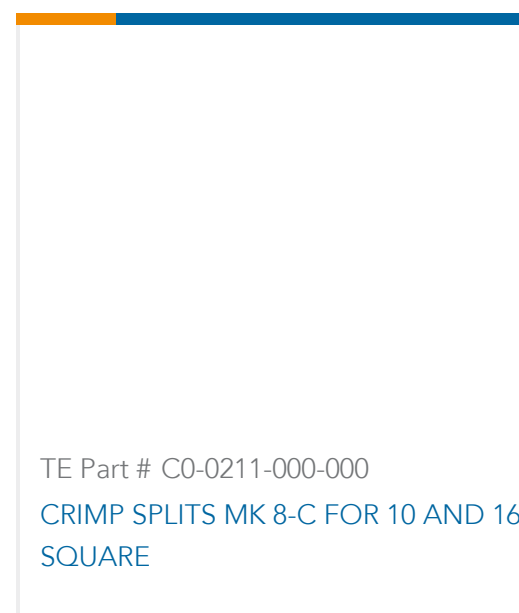 TE Part # C0-0211-000-000
CRIMP SPLITS MK 8-C FOR 10 AND 16
SQUARE